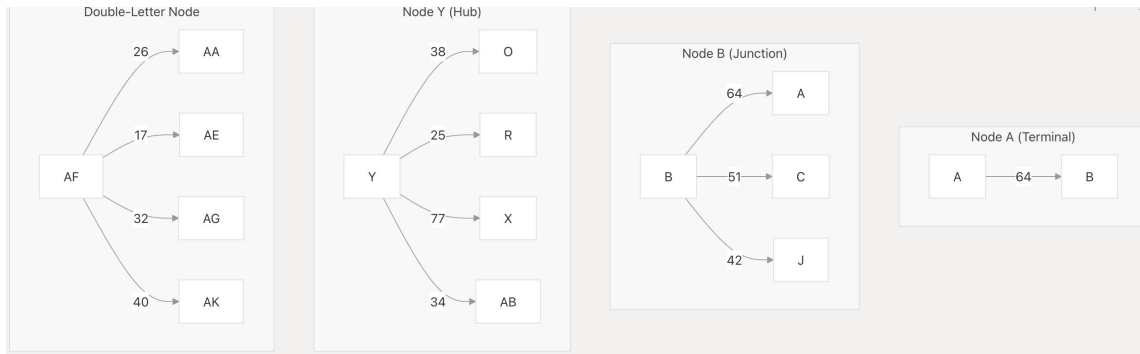 Double-Letter Node
26
AA
17
AE
AF
32
AG
40
AK
Node Y (Hub)
38
O
25
R
Y
77
X
34
AB
Node B (Junction)
64
A
B
51
C
42
J
Node A (Terminal)
A
64
B